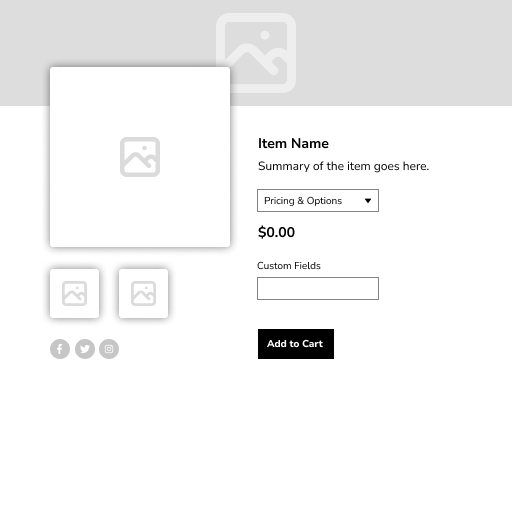 Item Name
Summary of the item goes here.
Pricing & Options
$0.00
Custom Fields
Add to Cart